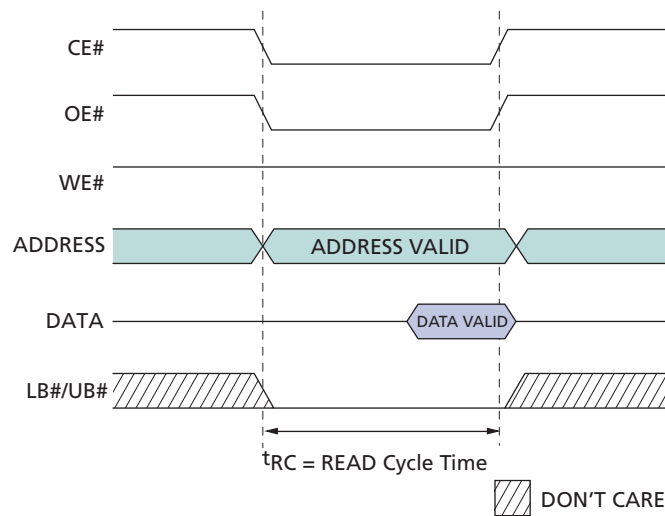 CE#
OE#
WE#
ADDRESS ADDRESS VALID
DATA DATA VALID
LB#/UB#
tRC = READ Cycle Time
DON'T CARE